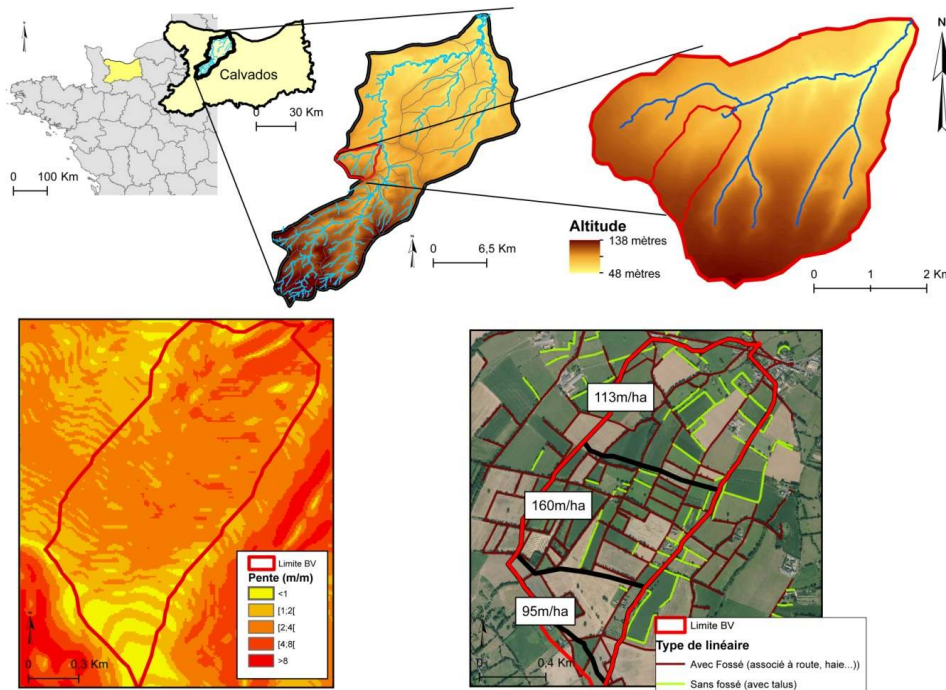 N
Calvados
0 30 Km
0 100 Km
N
0 6,5 Km
N
Altitude
138 mètres
48 mètres
0 1 2 Km
Limite BV
Pente (m/m)
<1
[1;2[
[2;4[
[4;8[
>8
0 0.3 Km
113m/ha
160m/ha
95m/ha
0 0,4 Km
Limite BV
Type de linéaire
Avec Fossé (associé à route, haie...))
Sans fossé (avec talus)